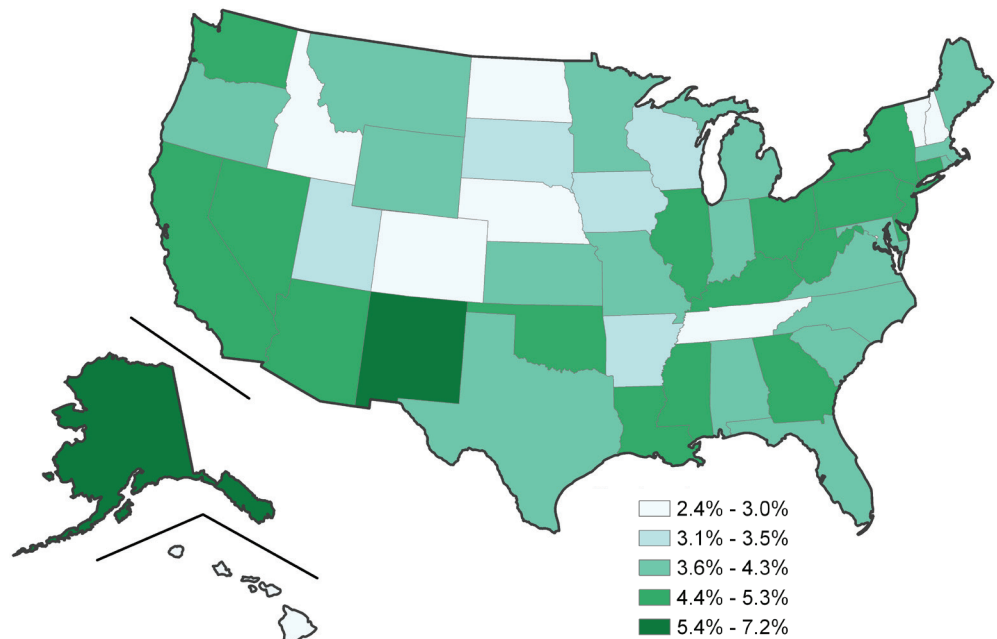 2.4% - 3.0%
3.1% - 3.5%
3.6% - 4.3%
4.4% - 5.3%
5.4% - 7.2%